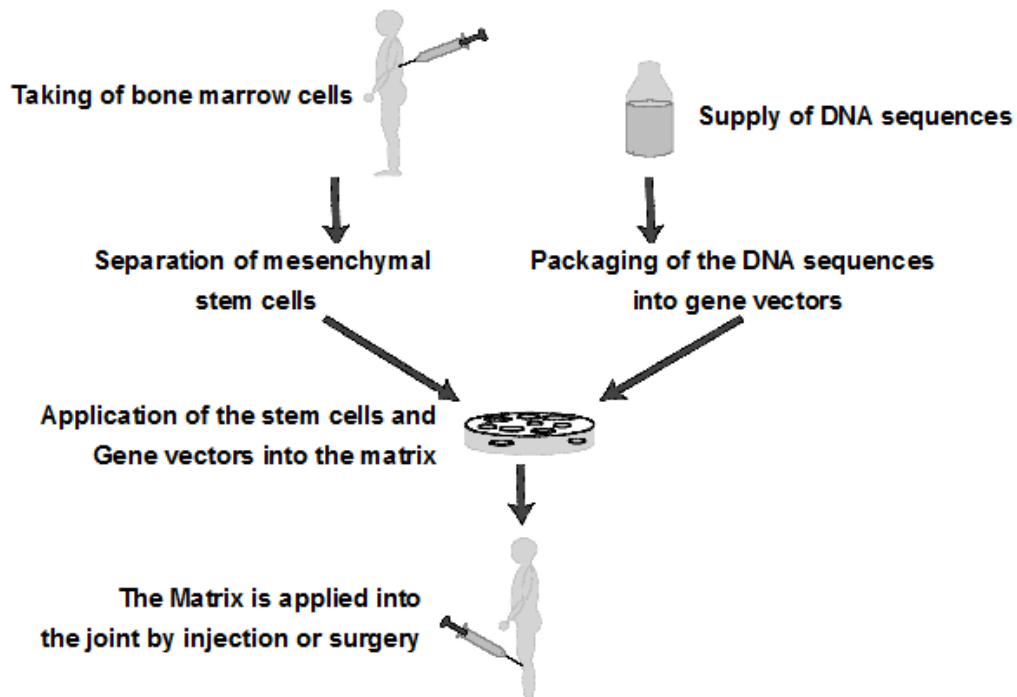 Taking of bone marrow cells
Supply of DNA sequences
Separation of mesenchymal
stem cells
Packaging of the DNA sequences
into gene vectors
Application of the stem cells and
Gene vectors into the matrix
The Matrix is applied into
the joint by injection or surgery